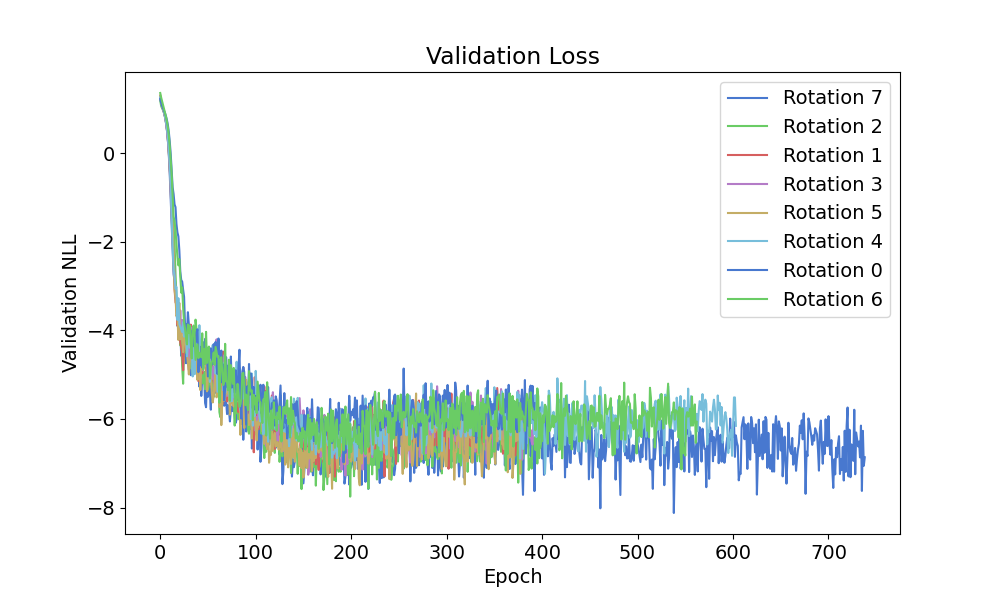 Validation Loss
Validation NLL
0
−2
−4
−6
−8
Rotation 7
Rotation 2
Rotation 1
Rotation 3
Rotation 5
Rotation 4
Rotation 0
Rotation 6
0 100 200 300 400 500 600 700
Epoch